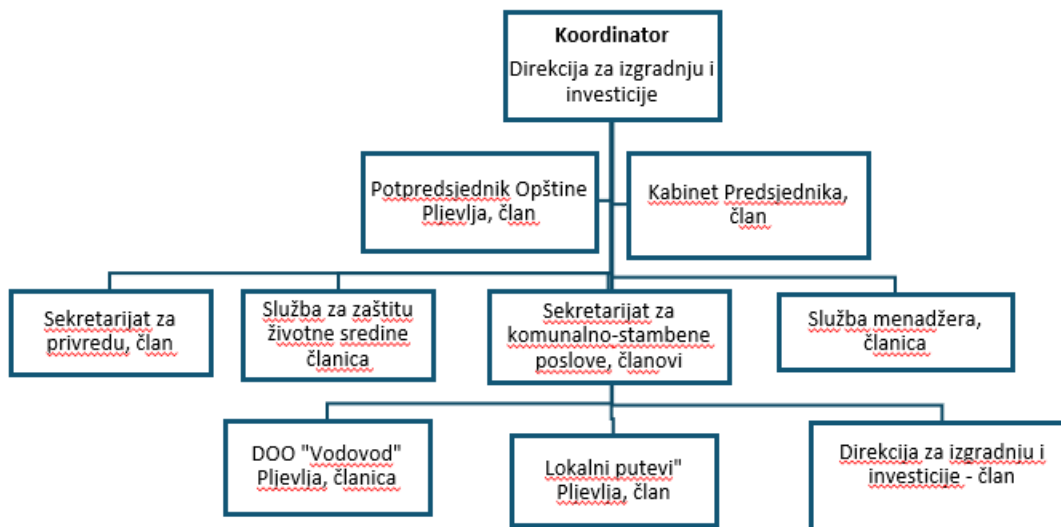 Koordinator
Direkcija za izgradnju i
investicije
Potpredsjednik Opštine
Pljevlja, član
Kabinet Predsjednika,
član
Sekretarijat za
privredu, član
Služba za zaštitu
životne sredine
članica
Sekretarijat za
komunalno-stambene
poslove, članovi
Služba menadžera,
članica
DOO "Vodovod"
Pljevlja, članica
Lokalni putevi"
Pljevlja, član
Direkcija za izgradnju i
investicije - član